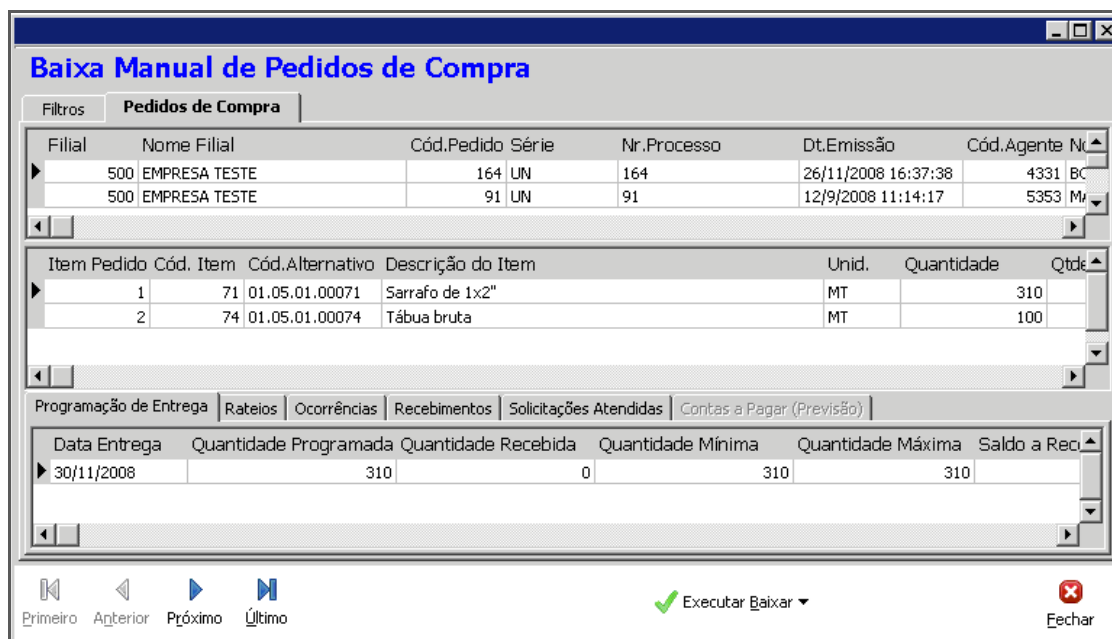 Baixa Manual de Pedidos de Compra
Filtros Pedidos de Compra
Filial Nome Filial Cód.Pedido Série Nr.Processo Dt.Emissão Cód.Agente
500 EMPRESA TESTE 164 UN 164 26/11/2008 16:37:38 4331
500 EMPRESA TESTE 91 UN 91 12/9/2008 11:14:17 5353
Item Pedido Cód. Item Cód.Alternativo Descrição do Item Unid. Quantidade
1 71 01.05.01.00071 Sarrafo de 1x2" MT 310
2 74 01.05.01.00074 Tábua bruta MT 100
Programação de Entrega Rateios Ocorrências Recebimentos Solicitações Atendidas Contas a Pagar (Previsão)
Data Entrega Quantidade Programada Quantidade Recebida Quantidade Mínima Quantidade Máxima Saldo a
30/11/2008 310 0 310 310
Primeiro Anterior Próximo Último Executar Baixar Fechar